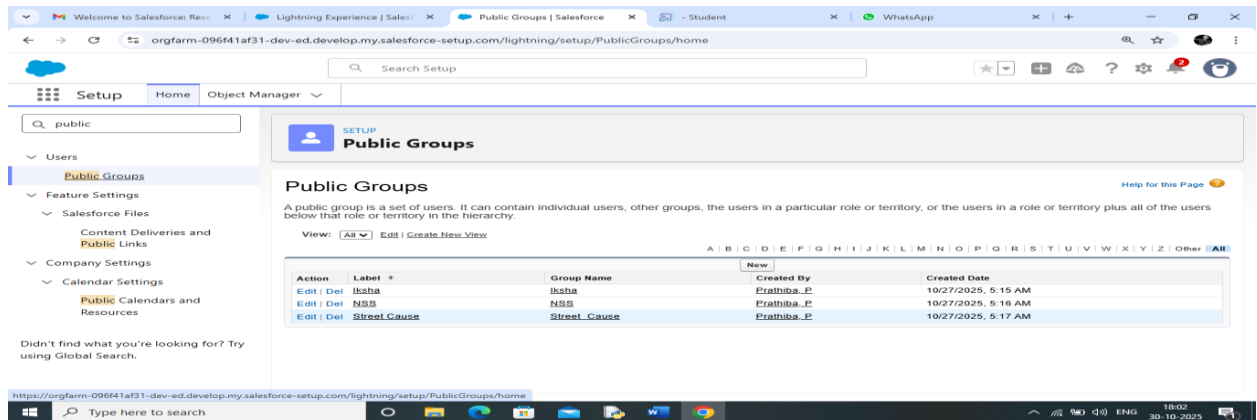 Welcome to Salesforce: Reso
Lightning Experience | Salesf
Public Groups | Salesforce
- Student
WhatsApp
orgfarm-096f41af31-dev-ed.develop.my.salesforce-setup.com/lightning/setup/PublicGroups/home
Search Setup
2
Setup Home Object Manager
public
Users
Public Groups
Feature Settings
Salesforce Files
Content Deliveries and
Public Links
Company Settings
Calendar Settings
Public Calendars and
Resources
Didn't find what you're looking for? Try
using Global Search.
SETUP
Public Groups
Public Groups
Help for this Page
A public group is a set of users. It can contain individual users, other groups, the users in a particular role or territory, or the users in a role or territory plus all of the users
below that role or territory in the hierarchy.
View: All Edit | Create New View
A | B | C | D | E | F | G | H | I | J | K | L | M | N | O | P | Q | R | S | T | U | V | W | X | Y | Z | Other All
New
Action Label Group Name Created By Created Date
Edit | Del Iksha Iksha Prathiba, P 10/27/2025, 5:15 AM
Edit | Del NSS NSS Prathiba, P 10/27/2025, 5:16 AM
Edit | Del Street Cause Street_Cause Prathiba, P 10/27/2025, 5:17 AM
https://orgfarm-096f41af31-dev-ed.develop.my.salesforce-setup.com/lightning/setup/PublicGroups/home
Type here to search
ENG
18:02
30-10-2025